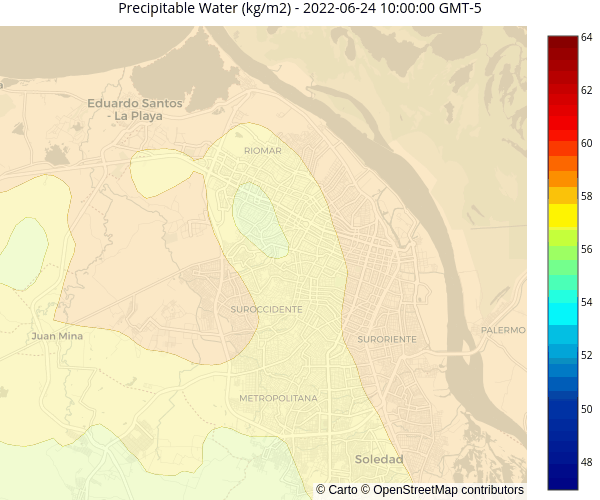 Precipitable Water (kg/m2) - 2022-06-24 10:00:00 GMT-5
64
62
60
58
56
54
52
50
48
Eduardo Santos
- La Playa
RIOMAR
SUROCCIDENTE
Juan Mina
SURORIENTE
PALERMO
METROPOLITANA
Soledad
© Carto © OpenStreetMap contributors